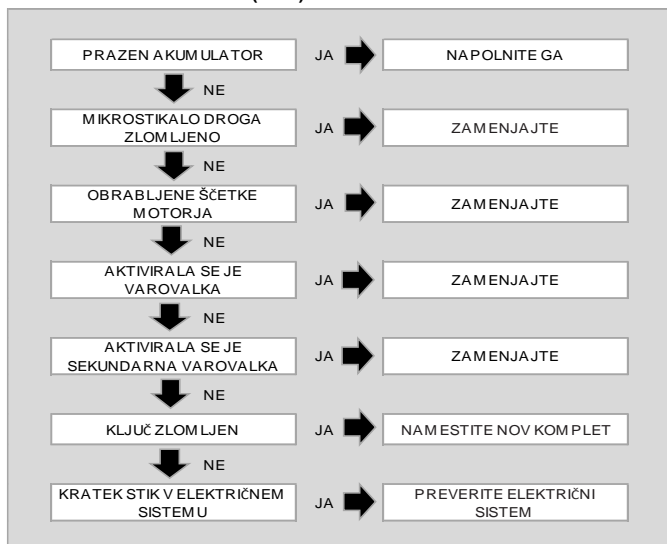 PRAZEN AKUMULATOR JA NAPOLNITE GA
NE
MIKROSTIKALO DROGA
ZLOMLJENO
JA ZAMENJAJTE
NE
OBRABLJENE ŠČETKE
MOTORJA
JA ZAMENJAJTE
NE
AKTIVIRALA SE JE
VAROVALKA
JA ZAMENJAJTE
NE
AKTIVIRALA SE JE
SEKUNDARNA VAROVALKA
JA ZAMENJAJTE
NE
KLJUČ ZLOMLJEN JA NAMESTITE NOV KOMPLET
NE
KRATEK STIK V ELEKTRIČNEM
SISTEMU
JA
PREVERITE ELEKTRIČNI
SISTEM